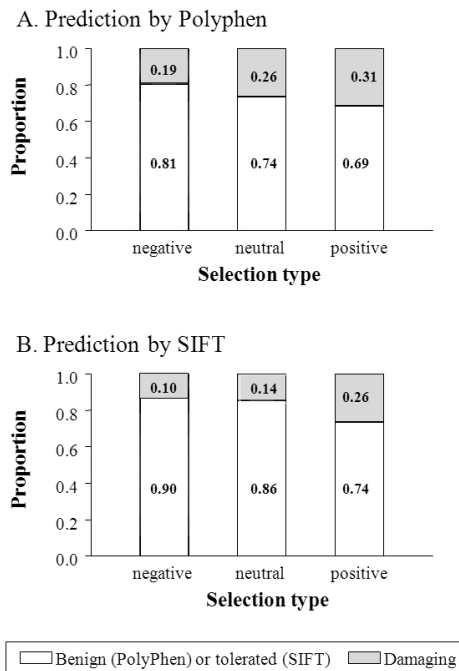 A. Prediction by Polyphen
1.0
0.8
0.6
0.4
0.2
0.0
Proportion
0.19
0.26
0.31
0.81
0.74
0.69
negative neutral positive
Selection type
B. Prediction by SIFT
1.0
0.8
0.6
0.4
0.2
0.0
Proportion
0.10
0.14
0.26
0.90
0.86
0.74
negative neutral positive
Selection type
Benign (PolyPhen) or tolerated (SIFT) Damaging